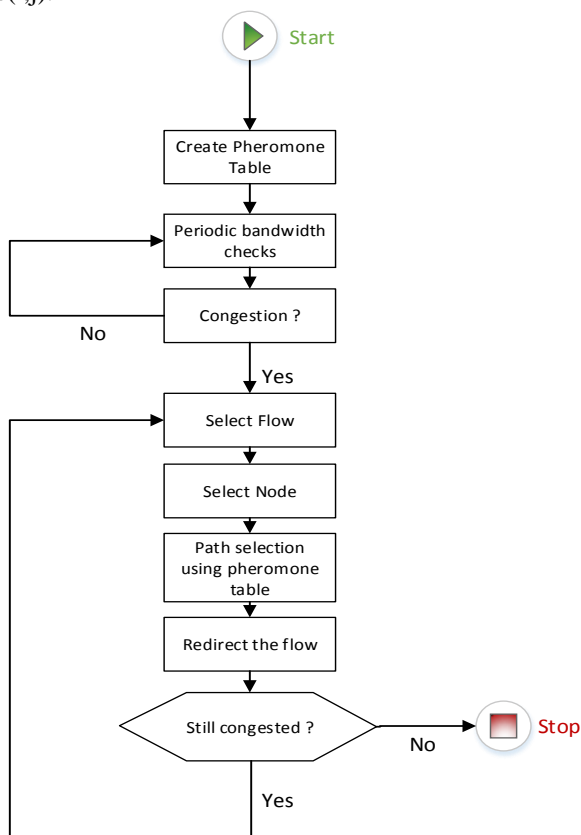 Start
Create Pheromone
Table
Periodic bandwidth
checks
Congestion ?
No
Yes
Select Flow
Select Node
Path selection
using pheromone
table
Redirect the flow
Still congested ?
No
Stop
Yes